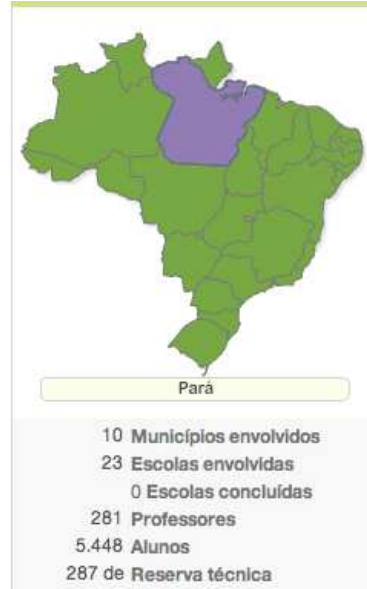 Pará
10 Municípios envolvidos
23 Escolas envolvidas
0 Escolas concluídas
281 Professores
5.448 Alunos
287 de Reserva técnica